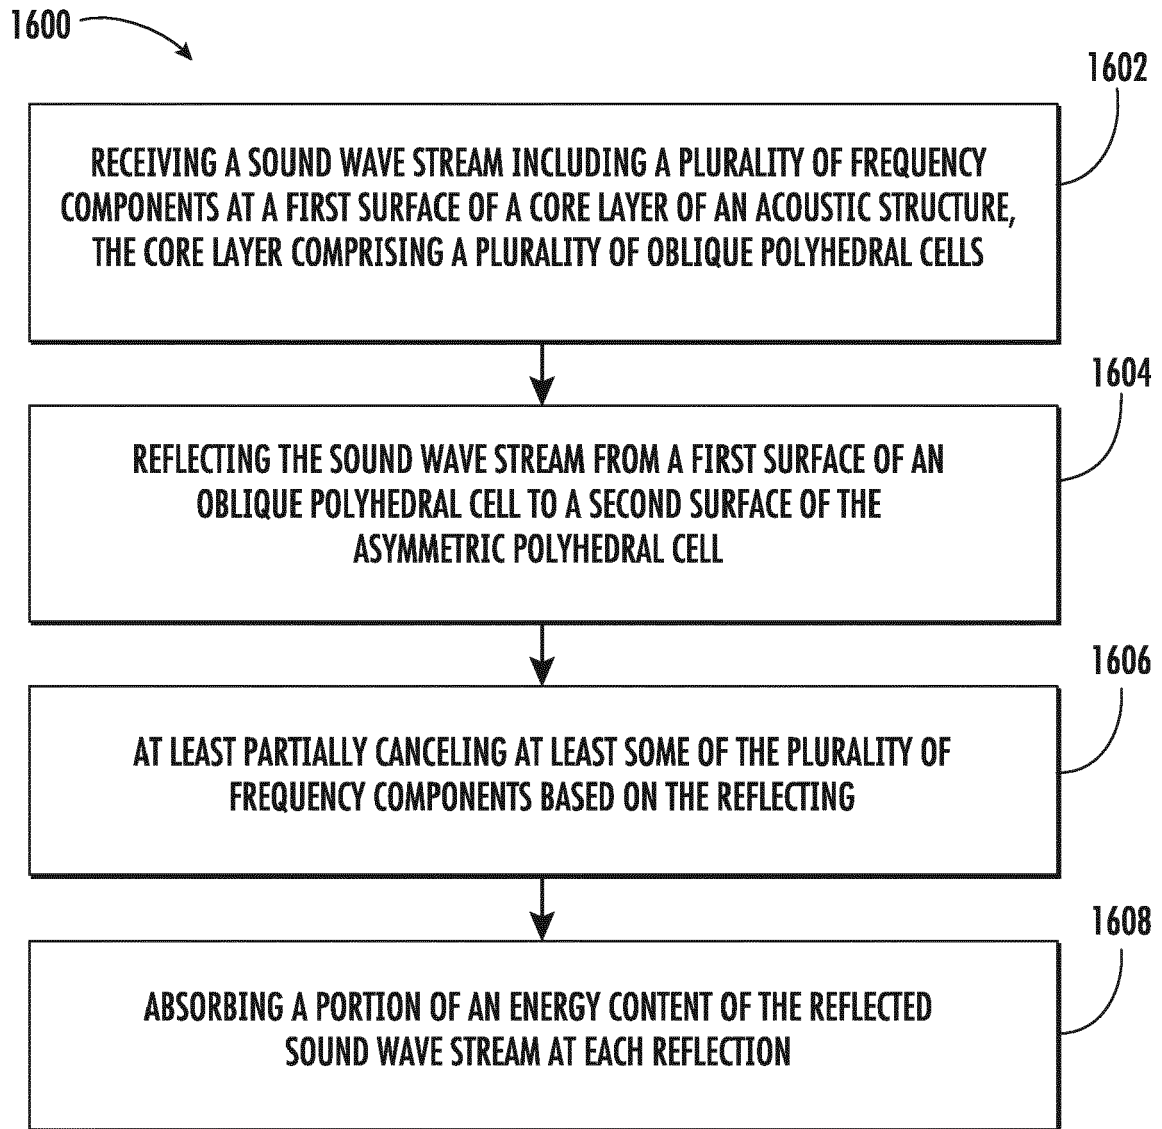 1600
1602
RECEIVING A SOUND WAVE STREAM INCLUDING A PLURALITY OF FREQUENCY
COMPONENTS AT A FIRST SURFACE OF A CORE LAYER OF AN ACOUSTIC STRUCTURE,
THE CORE LAYER COMPRISING A PLURALITY OF OBLIQUE POLYHEDRAL CELLS
1604
REFLECTING THE SOUND WAVE STREAM FROM A FIRST SURFACE OF AN
OBLIQUE POLYHEDRAL CELL TO A SECOND SURFACE OF THE
ASYMMETRIC POLYHEDRAL CELL
1606
AT LEAST PARTIALLY CANCELING AT LEAST SOME OF THE PLURALITY OF
FREQUENCY COMPONENTS BASED ON THE REFLECTING
1608
ABSORBING A PORTION OF AN ENERGY CONTENT OF THE REFLECTED
SOUND WAVE STREAM AT EACH REFLECTION